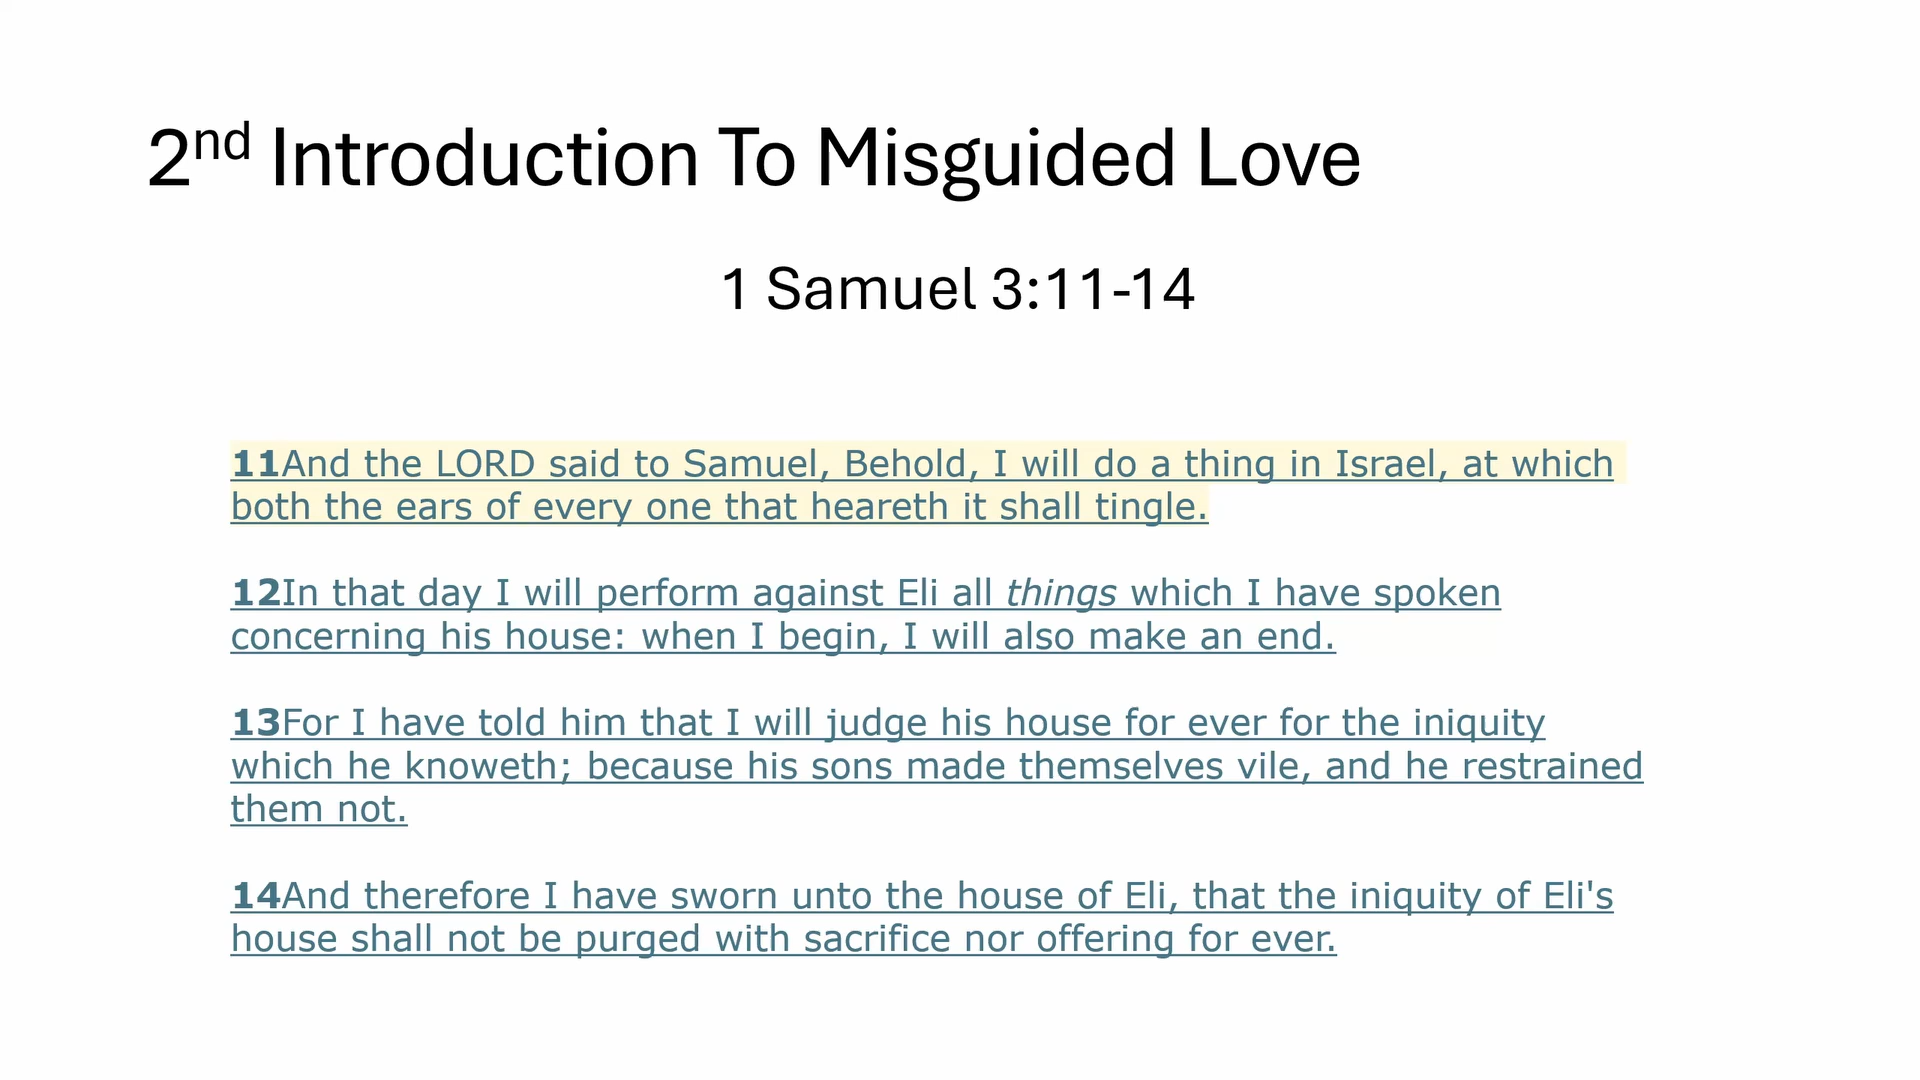 2nd Introduction To Misguided Love
1 Samuel 3:11-14
11And the LORD said to Samuel, Behold, I will do a thing in Israel, at which
both the ears of every one that heareth it shall tingle.
12In that day I will perform against Eli all things which I have spoken
concerning his house: when I begin, I will also make an end.
13For I have told him that I will judge his house for ever for the iniquity
which he knoweth; because his sons made themselves vile, and he restrained
them not.
14And therefore I have sworn unto the house of Eli, that the iniquity of Eli's
house shall not be purged with sacrifice nor offering for ever.